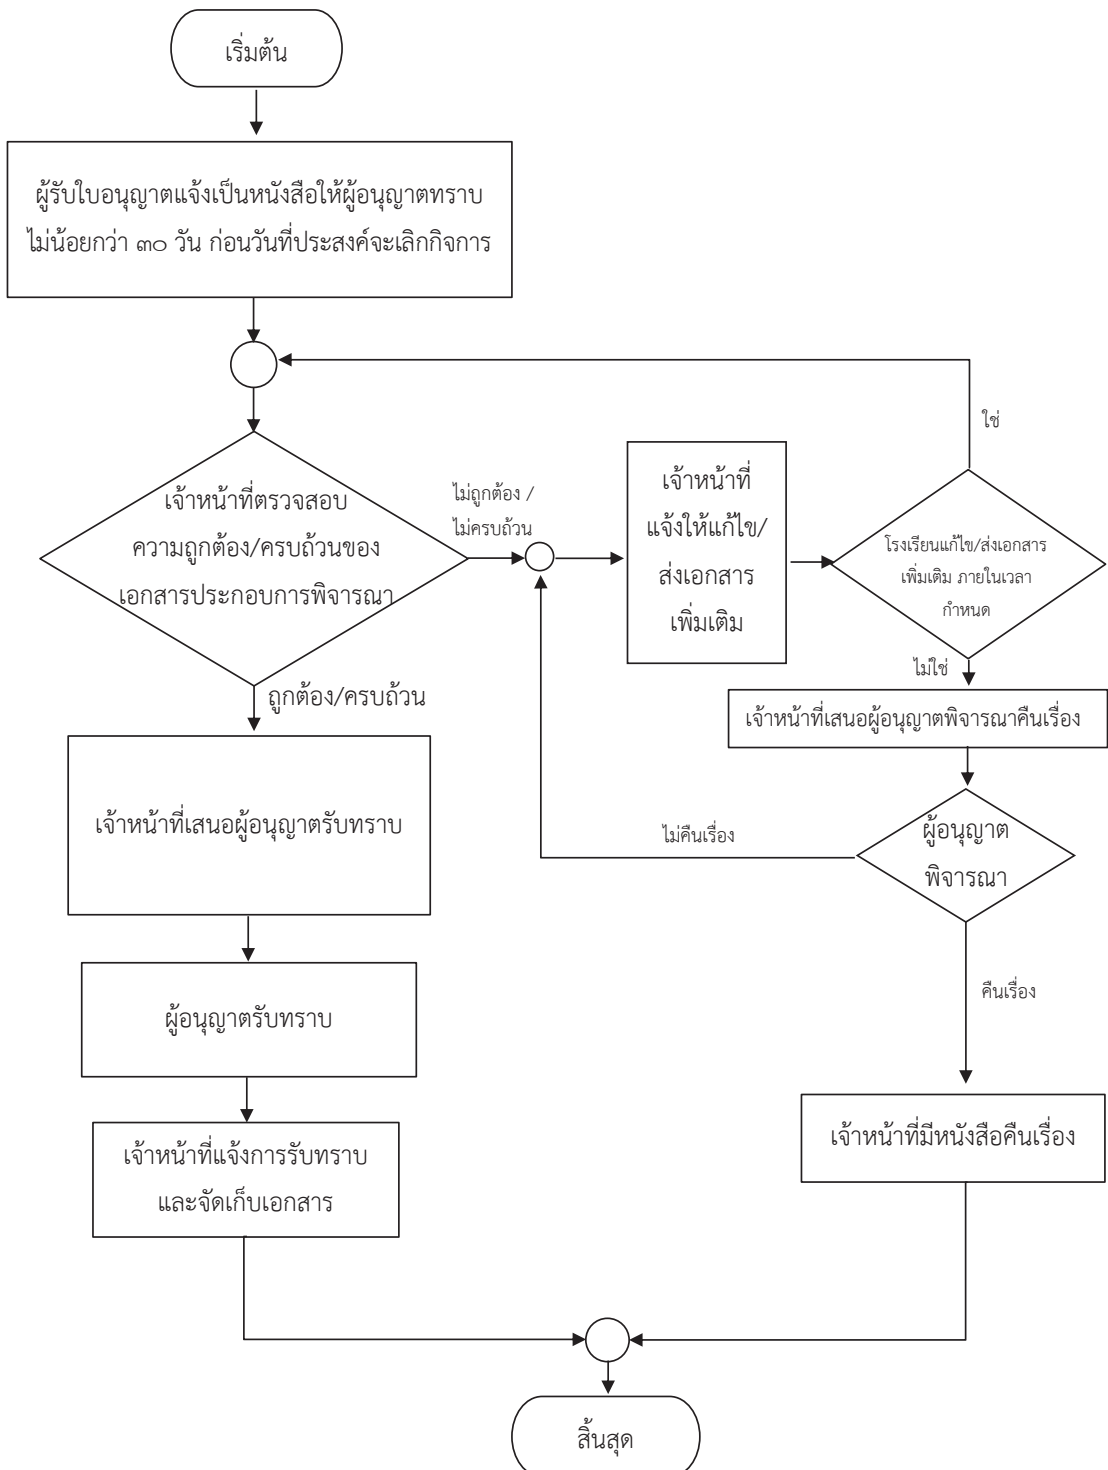 เริ่มต้น
ผู้รับใบอนุญาตแจ้งเป็นหนังสือให้ผู้อนุญาตทราบ
ไม่น้อยกว่า ๓๐ วัน ก่อนวันที่ประสงค์จะเลิกกิจการ
ใช่
เจ้าหน้าที่ตรวจสอบ
ความถูกต้อง/ครบถ้วนของ
เอกสารประกอบการพิจารณา
ไม่ถูกต้อง /
ไม่ครบถ้วน
เจ้าหน้าที่
แจ้งให้แก้ไข/
ส่งเอกสาร
เพิ่มเติม
โรงเรียนแก้ไข/ส่งเอกสาร
เพิ่มเติม ภายในเวลา
กำหนด
ไม่ใช่
ถูกต้อง/ครบถ้วน
เจ้าหน้าที่เสนอผู้อนุญาตพิจารณาคืนเรื่อง
เจ้าหน้าที่เสนอผู้อนุญาตรับทราบ
ไม่คืนเรื่อง
ผู้อนุญาต
พิจารณา
คืนเรื่อง
ผู้อนุญาตรับทราบ
เจ้าหน้าที่มีหนังสือคืนเรื่อง
เจ้าหน้าที่แจ้งการรับทราบ
และจัดเก็บเอกสาร
สิ้นสุด